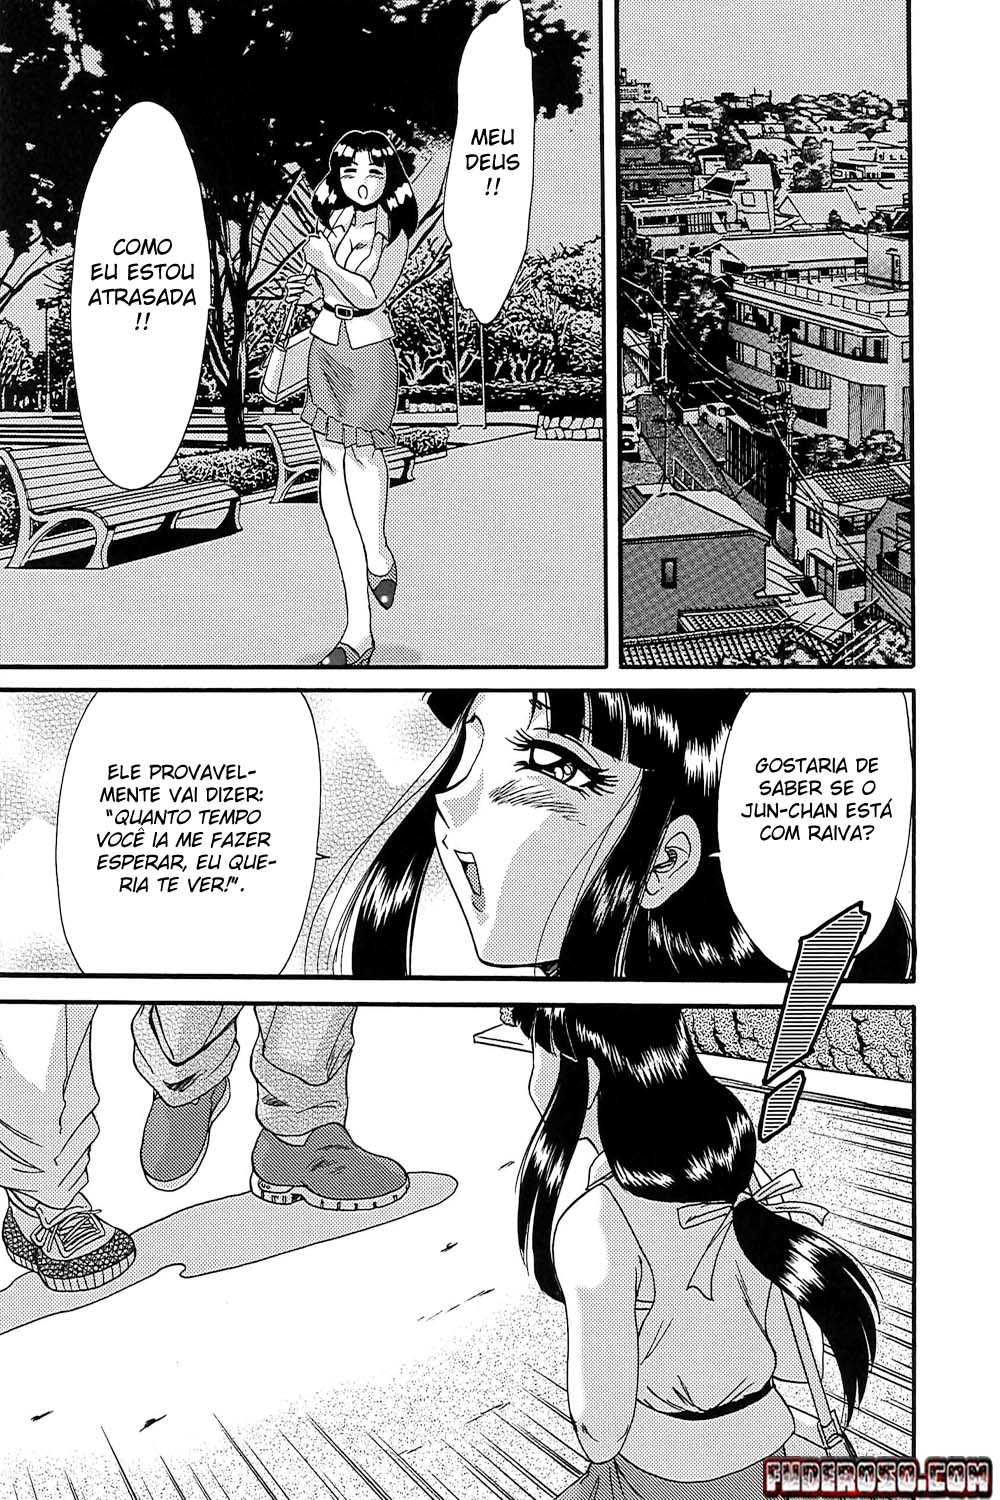 MEU
DEUS
!!
COMO
EU ESTOU
ATRASADA
!!
GOSTARIA DE
SABER SE O
JUN-CHAN ESTÁ
COM RAIVA?
ELE PROVAVEL-
MENTE VAI DIZER:
“QUANTO TEMPO
VOCÊ IA ME FAZER
ESPERAR, EU QUE-
RIA TE VER!”.
FUDEROSO.COM